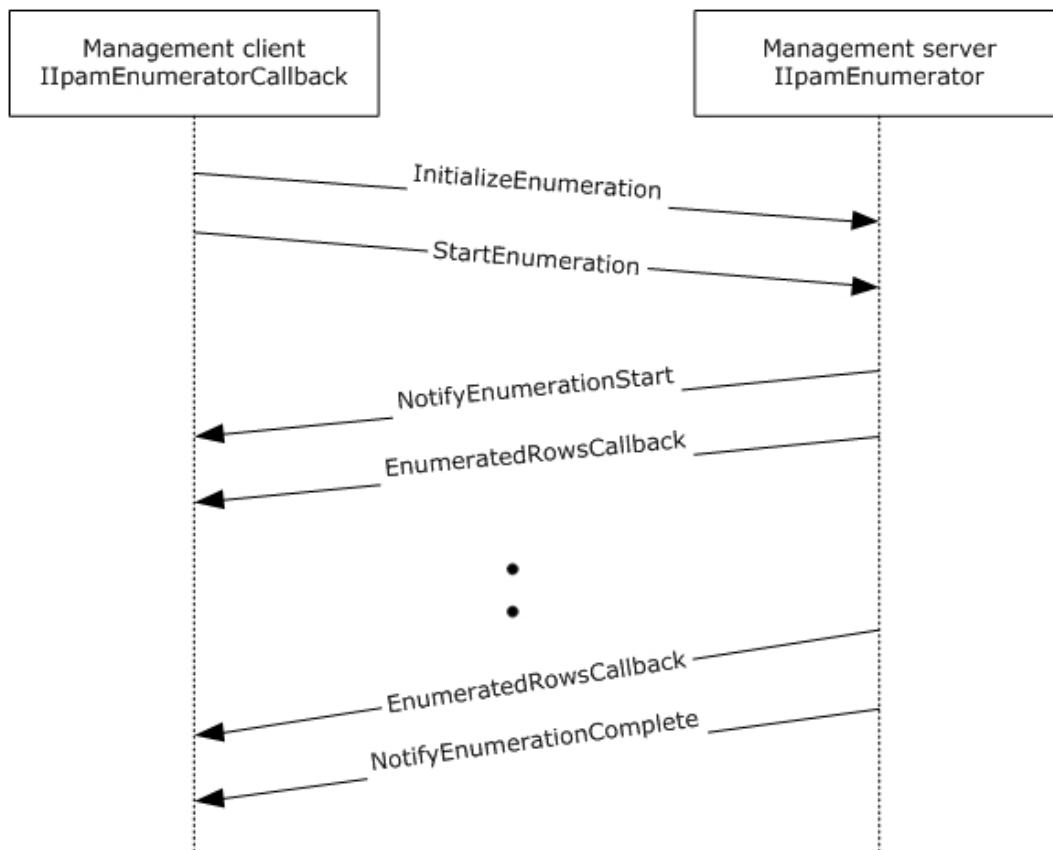 Management client
IIpamEnumeratorCallback
Management server
IIpamEnumerator
InitializeEnumeration
StartEnumeration
NotifyEnumerationStart
EnumeratedRowsCallback
EnumeratedRowsCallback
NotifyEnumerationComplete